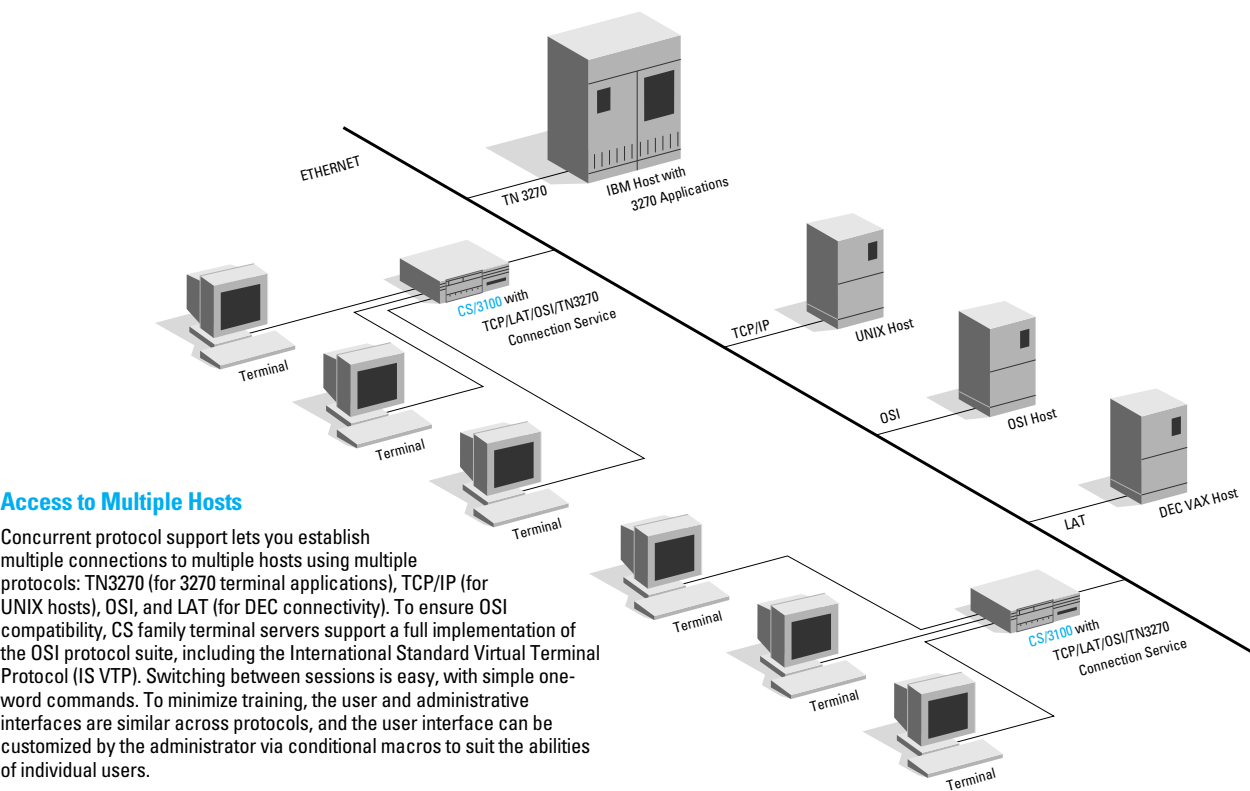 ETHERNET
TN 3270
IBM Host with
3270 Applications
CS/3100 with
TCP/LAT/OSI/TN3270
Connection Service
Terminal
Terminal
Terminal
TCP/IP
UNIX Host
OSI
OSI Host
LAT
DEC VAX Host
Access to Multiple Hosts
Concurrent protocol support lets you establish
multiple connections to multiple hosts using multiple
protocols: TN3270 (for 3270 terminal applications), TCP/IP (for
UNIX hosts), OSI, and LAT (for DEC connectivity). To ensure OSI
compatibility, CS family terminal servers support a full implementation of
the OSI protocol suite, including the International Standard Virtual Terminal
Protocol (IS VTP). Switching between sessions is easy, with simple one-
word commands. To minimize training, the user and administrative
interfaces are similar across protocols, and the user interface can be
customized by the administrator via conditional macros to suit the abilities
of individual users.
Terminal
Terminal
Terminal
CS/3100 with
TCP/LAT/OSI/TN3270
Connection Service